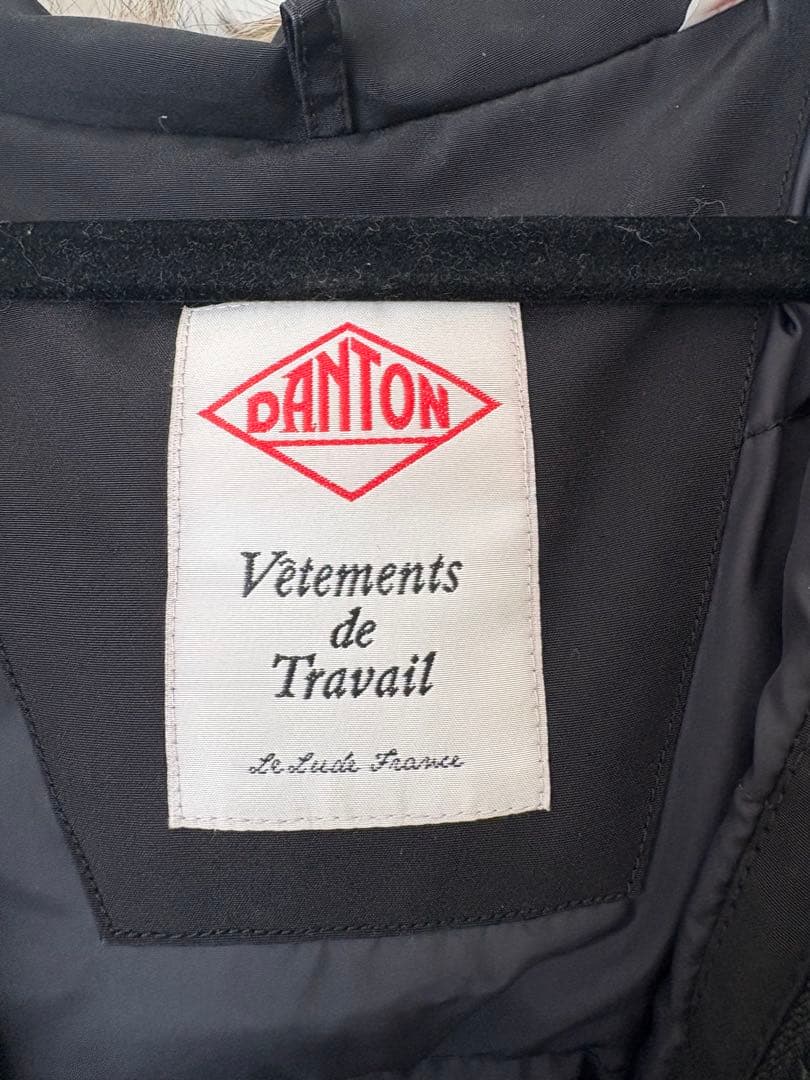 DANTON
Vêtements
de
Travail
Le Lude France